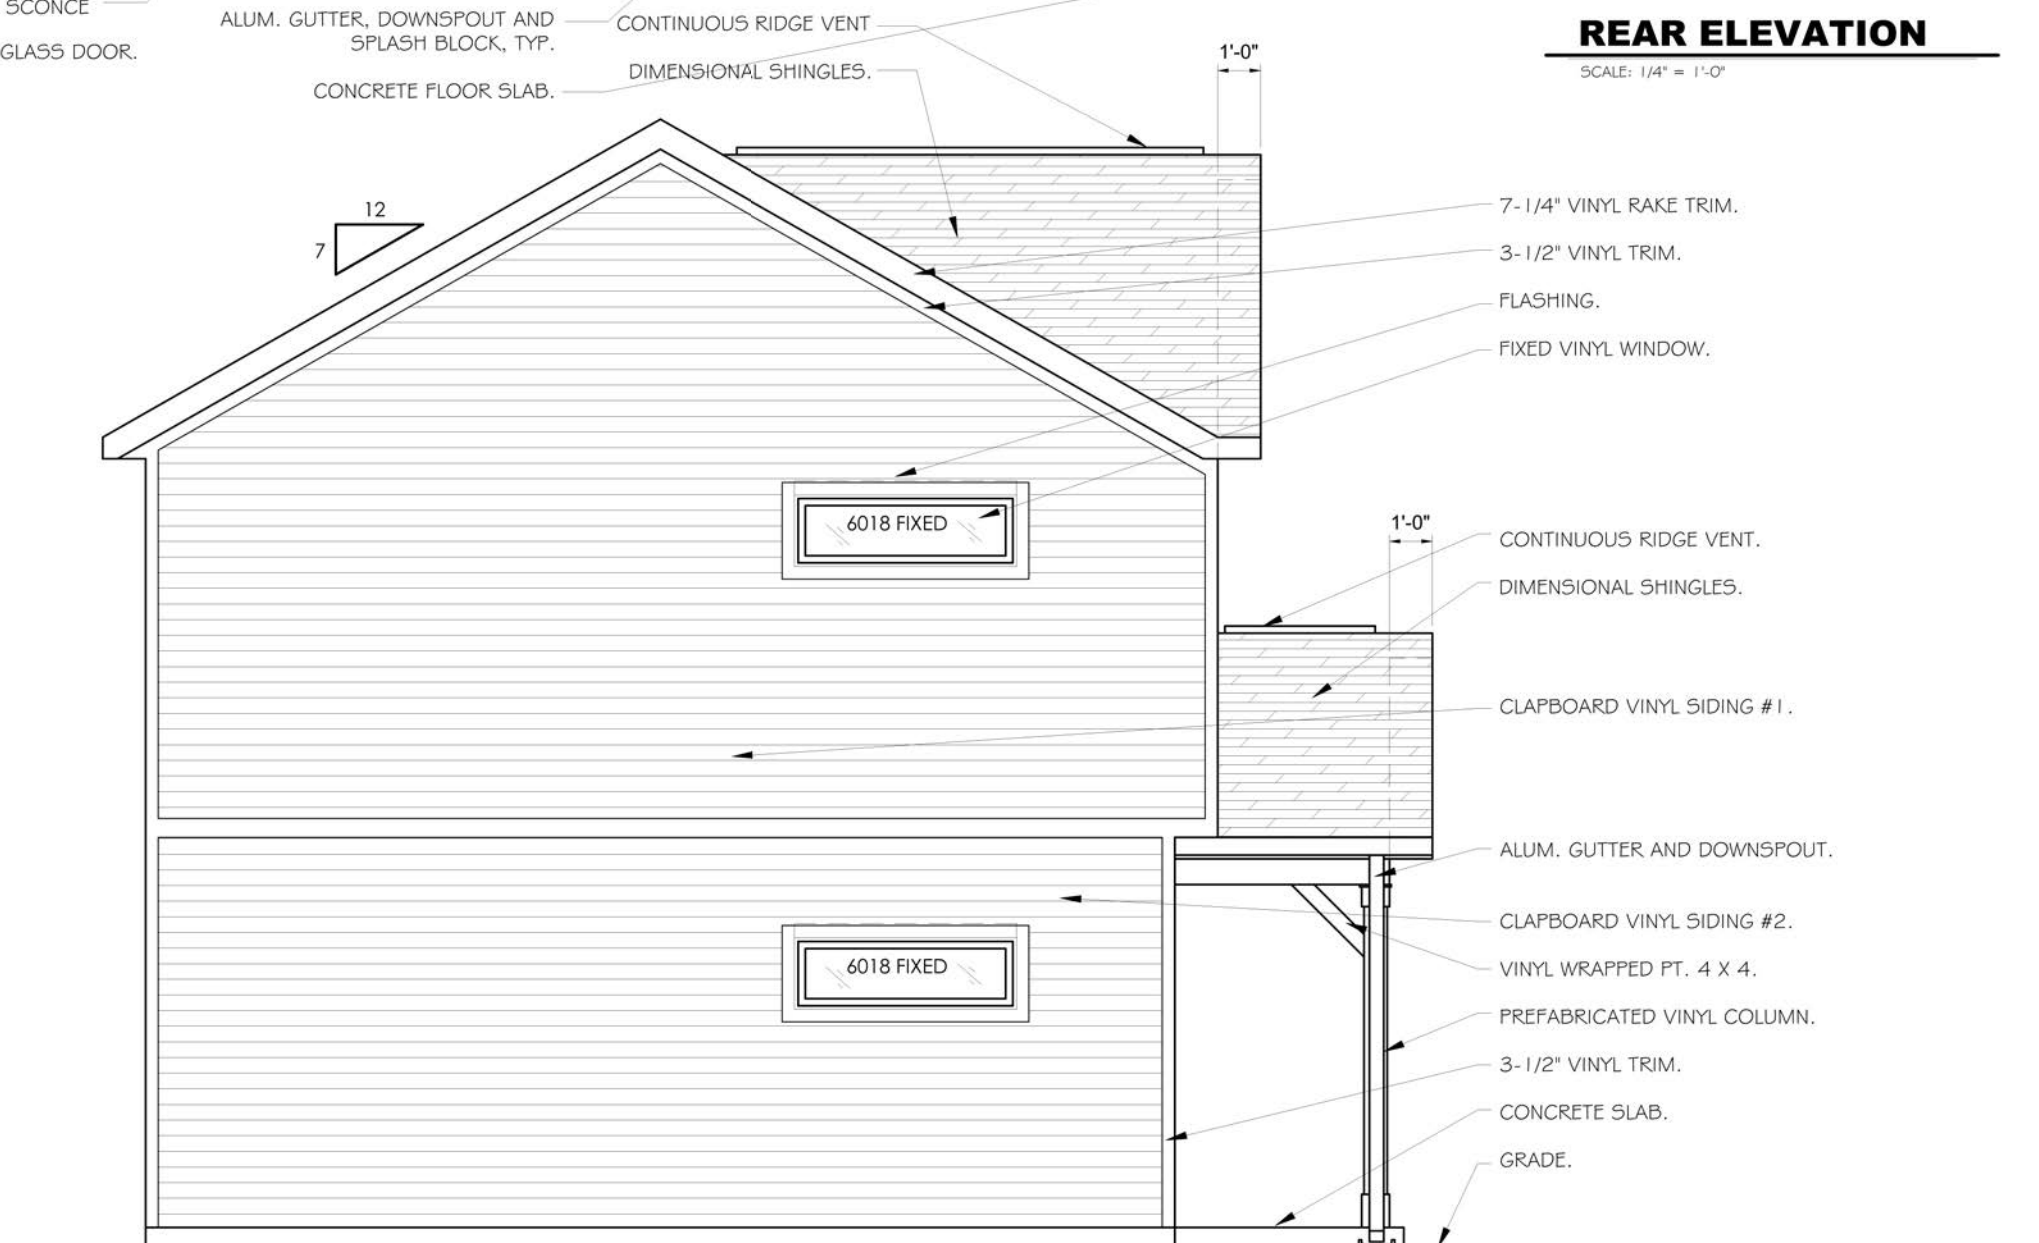 SCONCE
GLASS DOOR.
ALUM. GUTTER, DOWNSPOUT AND
SPLASH BLOCK, TYP.
CONCRETE FLOOR SLAB.
CONTINUOUS RIDGE VENT
DIMENSIONAL SHINGLES.
1'-0"
REAR ELEVATION
SCALE: 1/4" = 1'-0"
12
7
7-1/4" VINYL RAKE TRIM.
3-1/2" VINYL TRIM.
FLASHING.
FIXED VINYL WINDOW.
6018 FIXED
1'-0"
CONTINUOUS RIDGE VENT.
DIMENSIONAL SHINGLES.
CLAPBOARD VINYL SIDING #1.
ALUM. GUTTER AND DOWNSPOUT.
CLAPBOARD VINYL SIDING #2.
6018 FIXED
VINYL WRAPPED PT. 4 X 4.
PREFABRICATED VINYL COLUMN.
3-1/2" VINYL TRIM.
CONCRETE SLAB.
GRADE.